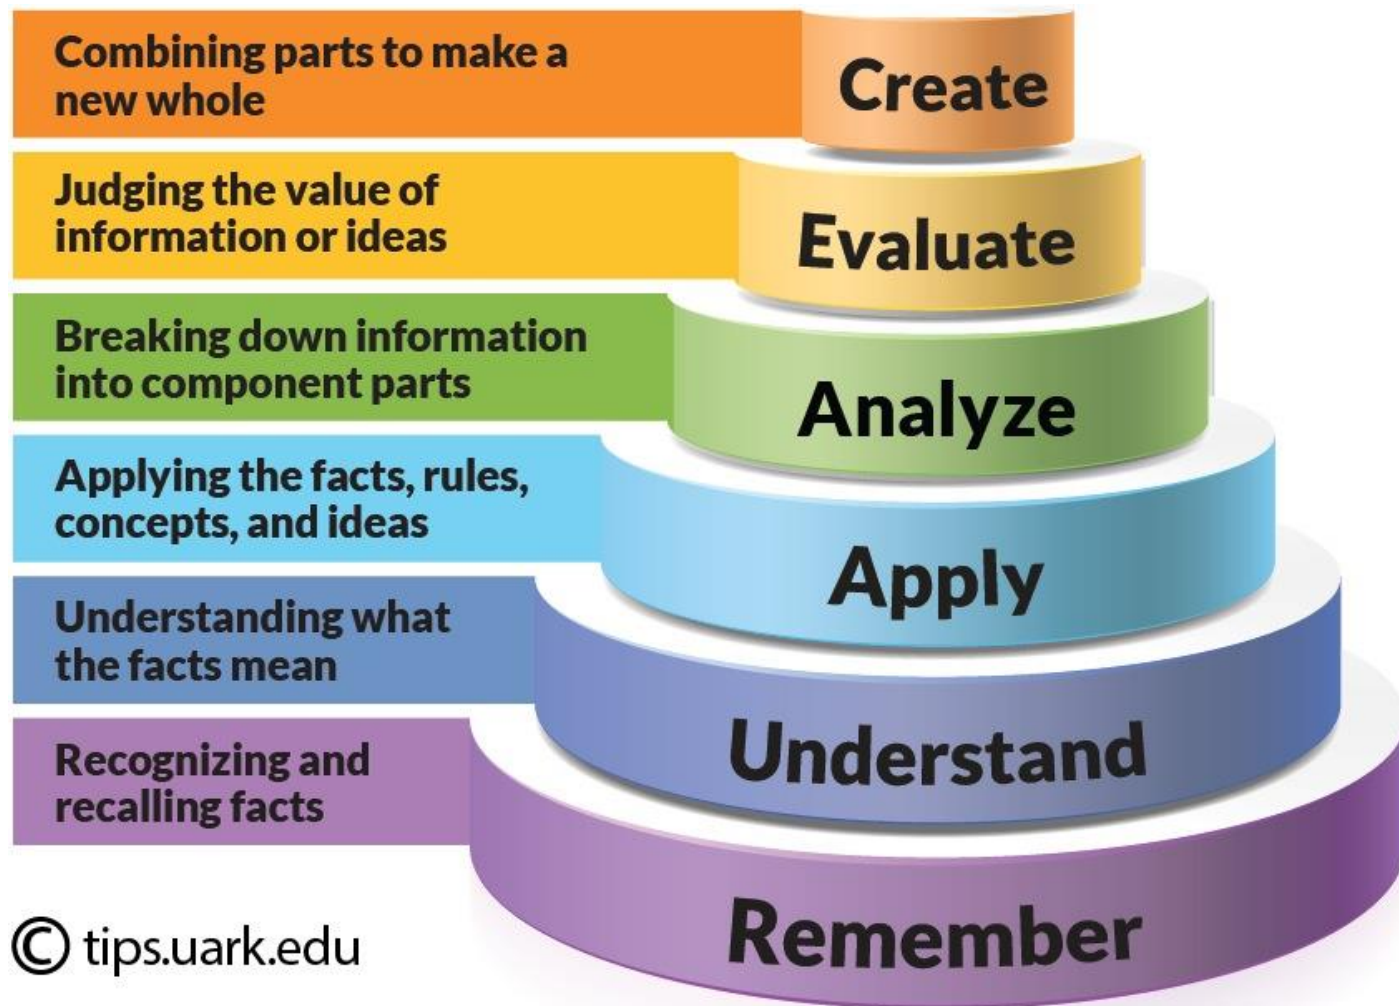 Combining parts to make a
new whole
Create
Judging the value of
information or ideas
Evaluate
Breaking down information
into component parts
Analyze
Applying the facts, rules,
concepts, and ideas
Apply
Understanding what
the facts mean
Understand
Recognizing and
recalling facts
Remember
© tips.uark.edu